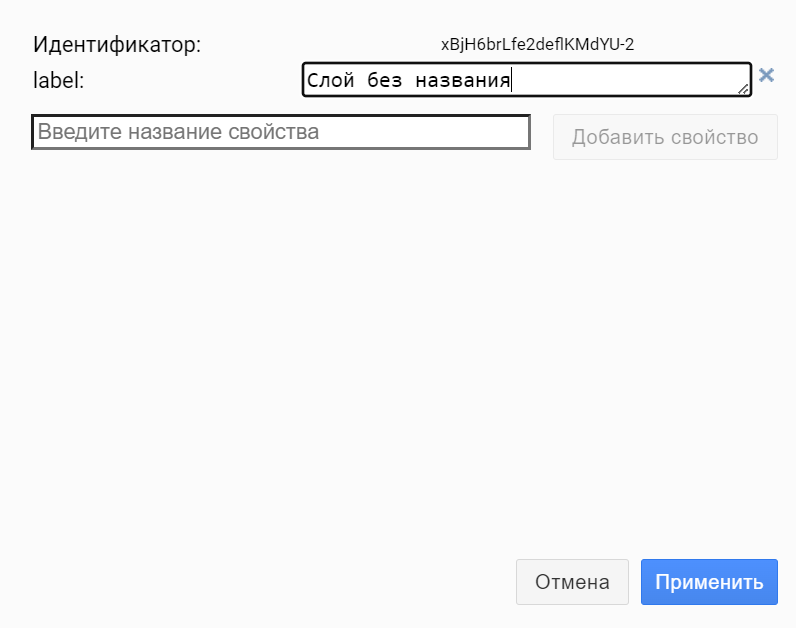 Идентификатор: xBjH6brLfe2deflKMdYU-2
label: Слой без названия
Введите название свойства Добавить свойство
Отмена Применить